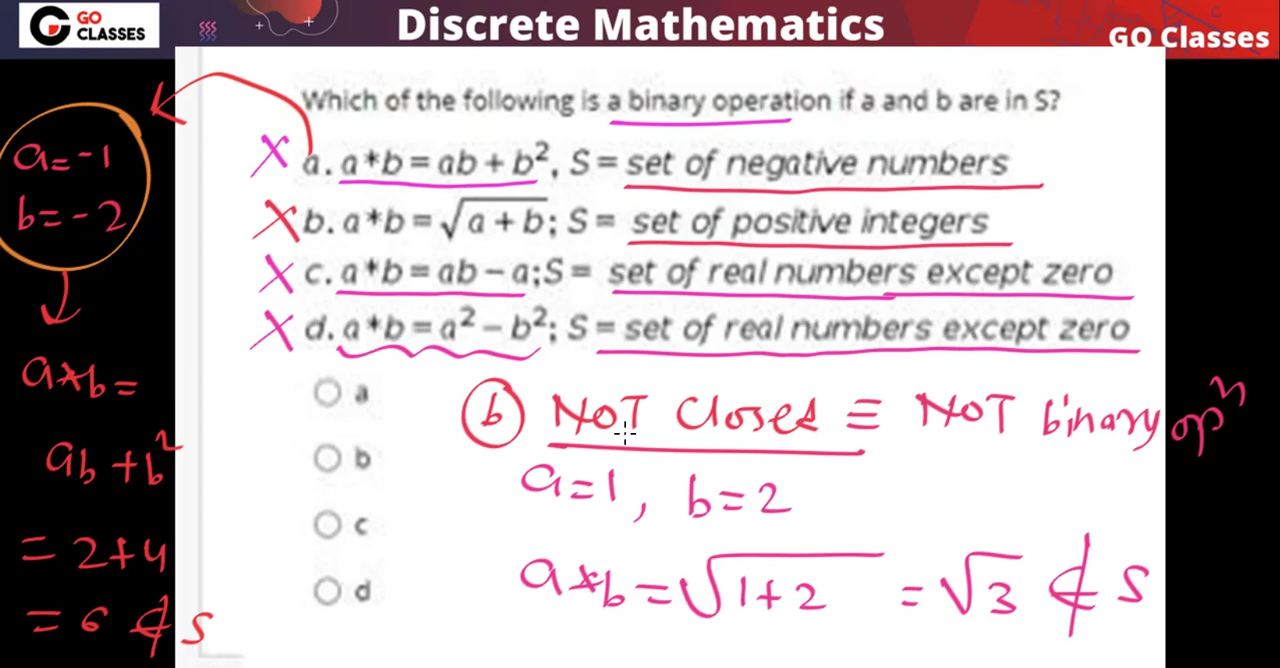 GO
CLASSES
Discrete Mathematics
GO Classes
Which of the following is a binary operation if a and b are in S?
X a. a*b = ab + b², S = set of negative numbers
X b. a*b = √a + b; S = set of positive integers
X c. a*b = ab – a;S = set of real numbers except zero
X d. a*b = a² – b²; S = set of real numbers except zero
a
b
c
d
a=-1
b=-2
a*b=
ab+b²
=2+4
=6 ∉ S
b NOT Closed ≡ NOT binary opⁿ
a=1, b=2
a*b=√1+2 =√3 ∉ S